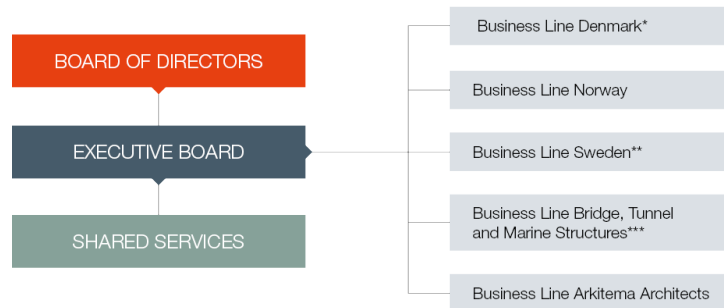 BOARD OF DIRECTORS
EXECUTIVE BOARD
SHARED SERVICES
Business Line Denmark*
Business Line Norway
Business Line Sweden**
Business Line Bridge, Tunnel
and Marine Structures***
Business Line Arkitema Architects